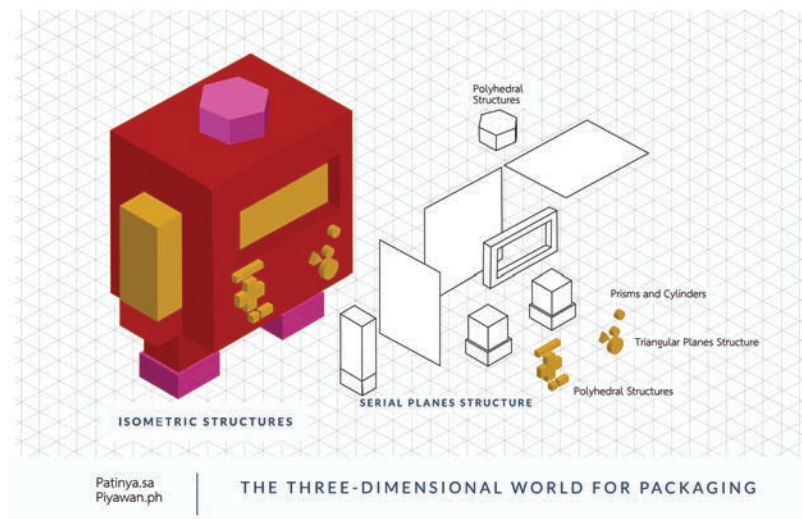 Polyhedral
Structures
Prisms and Cylinders
Triangular Planes Structure
Polyhedral Structures
SERIAL PLANES STRUCTURE
ISOMETRIC STRUCTURES
Patinya.sa
Piyawan.ph
THE THREE-DIMENSIONAL WORLD FOR PACKAGING